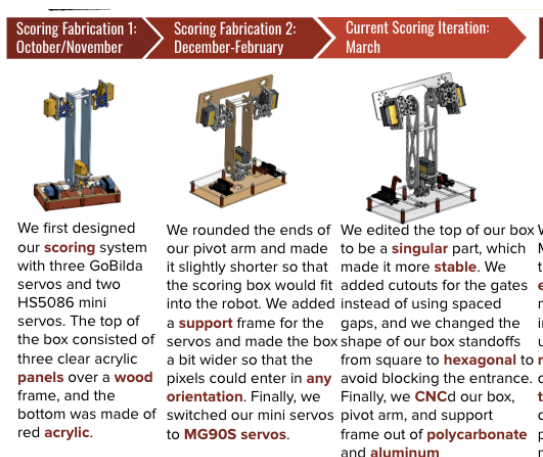 Scoring Fabrication 1:
October/November
Scoring Fabrication 2:
December-February
Current Scoring Iteration:
March
We first designed
our scoring system
with three GoBilda
servos and two
HS5086 mini
servos. The top of
the box consisted of
three clear acrylic
panels over a wood
frame, and the
bottom was made of
red acrylic.
We rounded the ends of
our pivot arm and made
it slightly shorter so that
the scoring box would fit
into the robot. We added
a support frame for the
servos and made the box
a bit wider so that the
pixels could enter in any
orientation. Finally, we
switched our mini servos
to MG90S servos.
We edited the top of our box
to be a singular part, which
made it more stable. We
added cutouts for the gates
instead of using spaced
gaps, and we changed the
shape of our box standoffs
from square to hexagonal to
avoid blocking the entrance.
Finally, we CNCd our box,
pivot arm, and support
frame out of polycarbonate
and aluminum